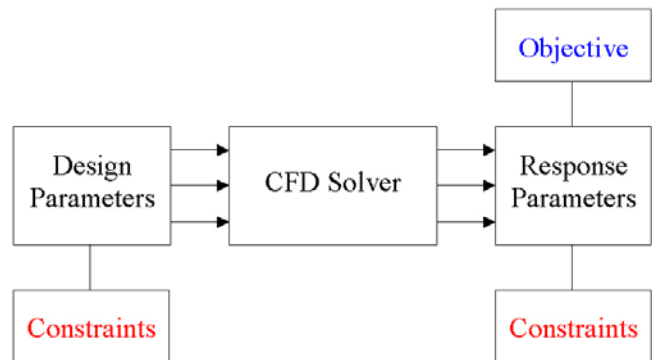 Objective
Design
Parameters
CFD Solver
Response
Parameters
Constraints
Constraints